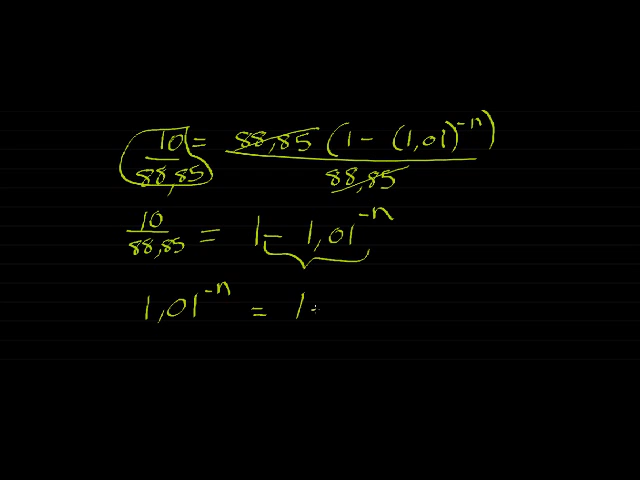 10/88,85 = 88,85 (1 - (1,01)^-n)/88,85
10/88,85 = 1 - 1,01^-n
1,01^-n = 1 -